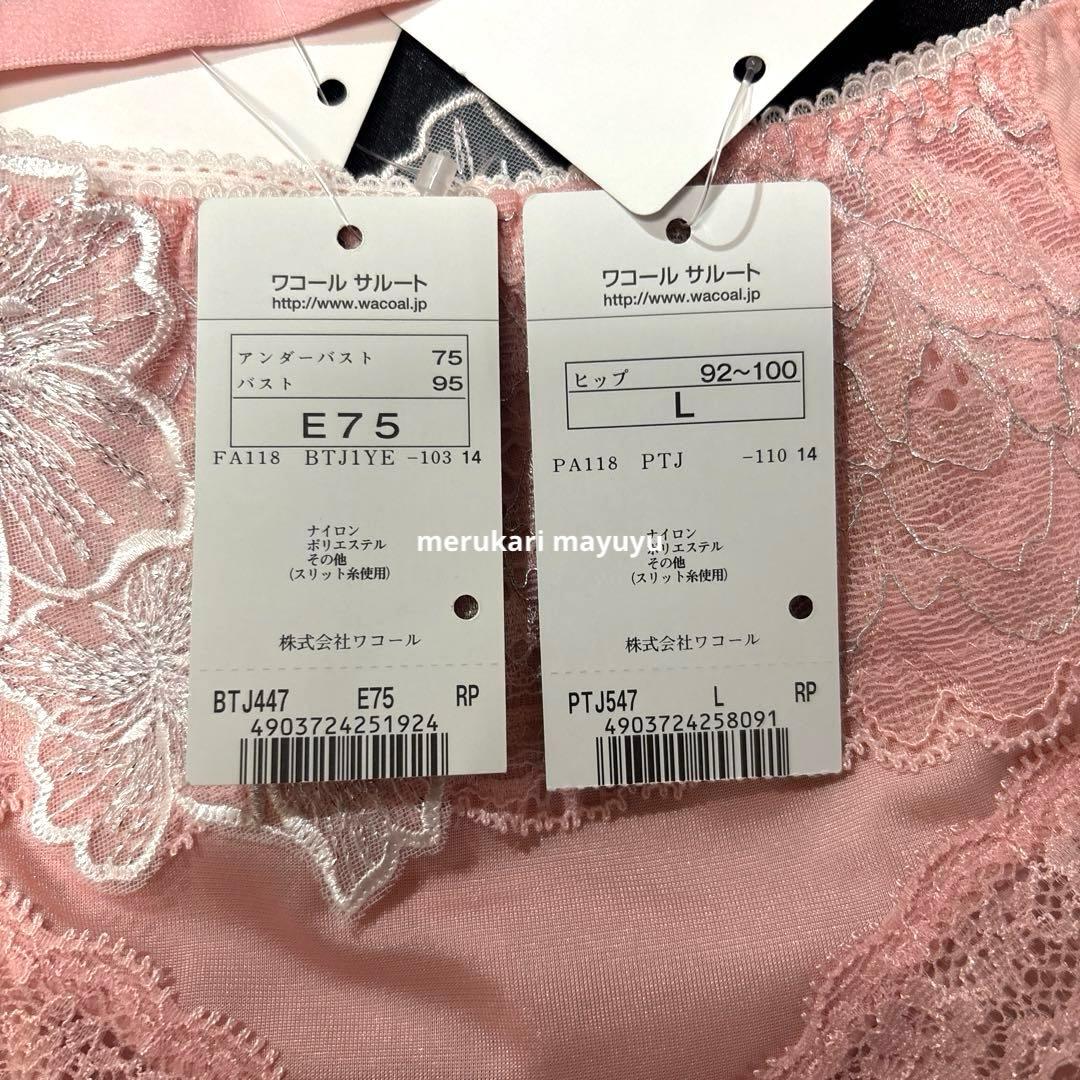 ワコール サルート
http://www.wacoal.jp
アンダーバスト 75
バスト 95
E75
FA118 BTJ1YE -103 14
ナイロン
ポリエステル
その他
(スリット糸使用)
株式会社ワコール
BTJ447 E75 RP
4903724251924
ワコール サルート
http://www.wacoal.jp
ヒップ 92~100
L
PA118 PTJ -110 14
ナイロン
ポリエステル
その他
(スリット糸使用)
株式会社ワコール
PTJ547 L RP
4903724258091
merukari mayuyu